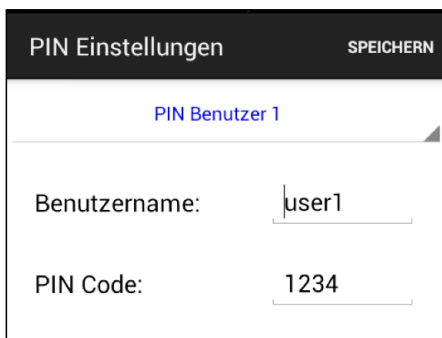 PIN Einstellungen SPEICHERN
PIN Benutzer 1
Benutzername: user1
PIN Code: 1234